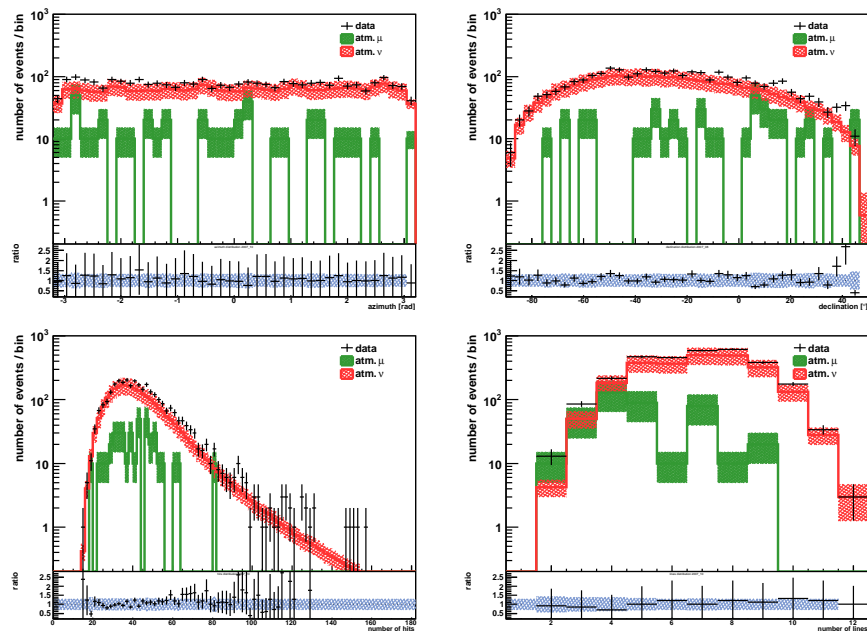 number of events / bin
10³
10²
10
1
data
atm. μ
atm. ν
ratio
2.5
2
1.5
1
0.5
-3 -2 -1 0 1 2 3
azimuth [rad]
number of events / bin
10³
10²
10
1
data
atm. μ
atm. ν
ratio
2.5
2
1.5
1
0.5
-80 -60 -40 -20 0 20 40
declination [°]
number of events / bin
10³
10²
10
1
data
atm. μ
atm. ν
ratio
2.5
2
1.5
1
0.5
0 20 40 60 80 100 120 140 160 180
number of hits
number of events / bin
10³
10²
10
1
data
atm. μ
atm. ν
ratio
2.5
2
1.5
1
0.5
2 4 6 8 10 12
number of lines